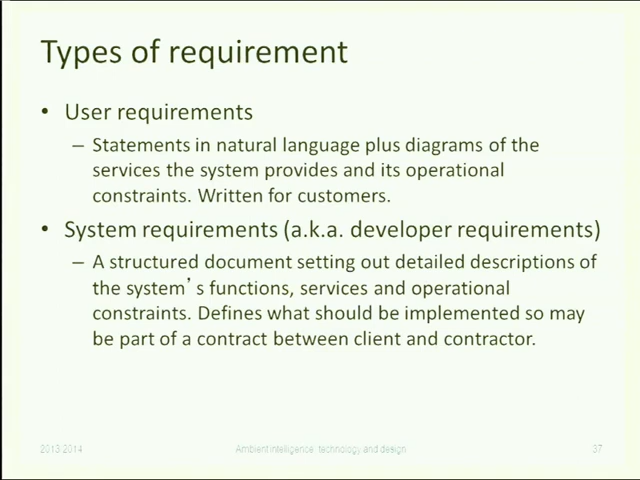 Types of requirement
• User requirements
– Statements in natural language plus diagrams of the
services the system provides and its operational
constraints. Written for customers.
• System requirements (a.k.a. developer requirements)
– A structured document setting out detailed descriptions of
the system's functions, services and operational
constraints. Defines what should be implemented so may
be part of a contract between client and contractor.
2013 2014 Ambient intelligence: technology and design 37